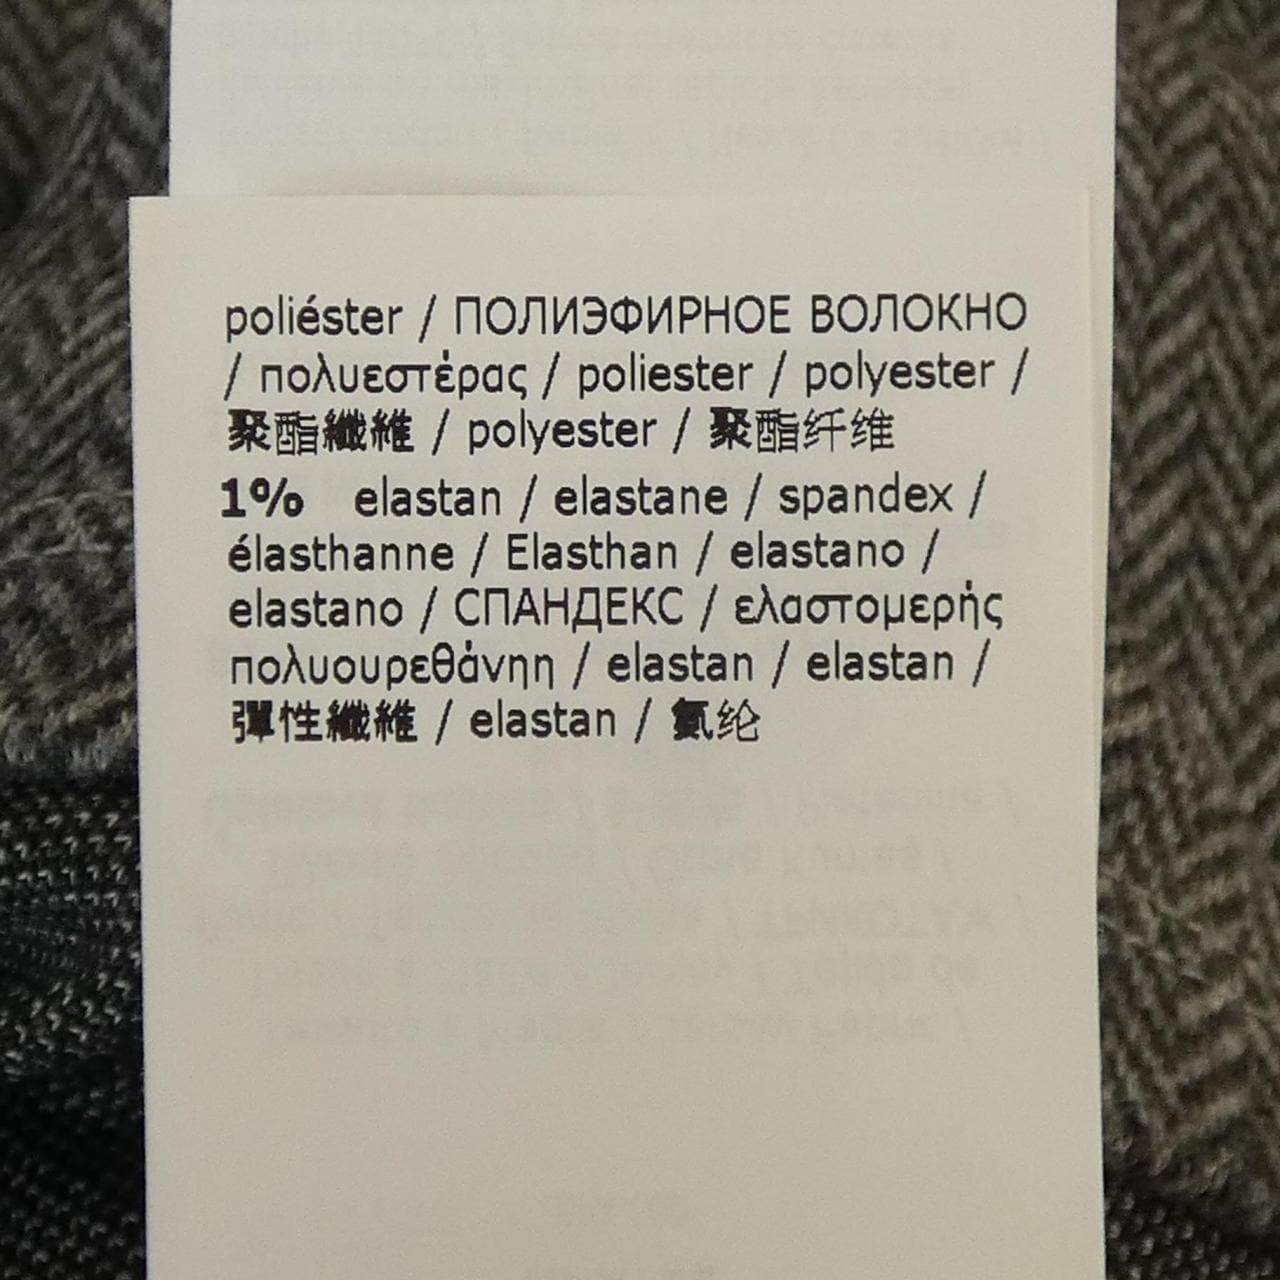 poliéster / ПОЛИЭФИРНОЕ ВОЛОКНО
/ πολυεστέρας / poliester / polyester /
聚酯纖維 / polyester / 聚酯纤维
1% elastan / elastane / spandex /
élasthanne / Elasthan / elastano /
elastano / СПАНДЕКС / ελαστομερής
πολυουρεθάνηη / elastan / elastan /
彈性纖維 / elastan / 氨纶